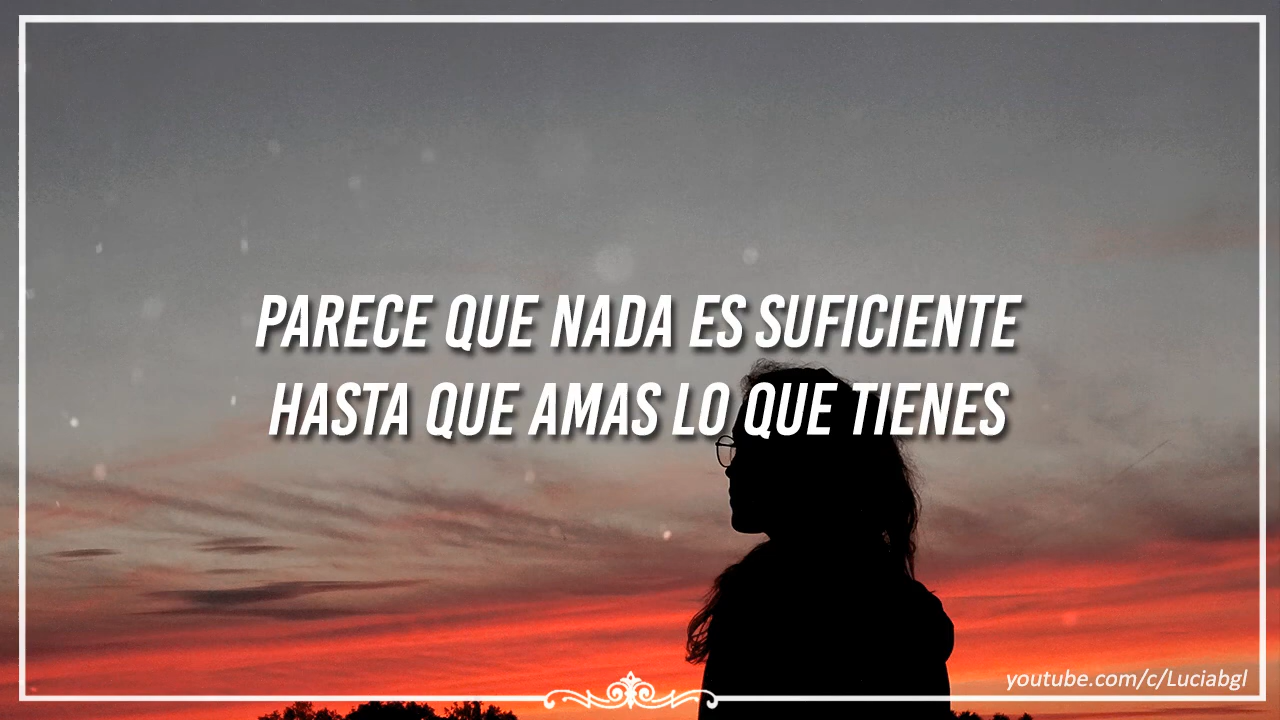 PARECE QUE NADA ES SUFICIENTE
HASTA QUE AMAS LO QUE TIENES
youtube.com/c/Luciabgl